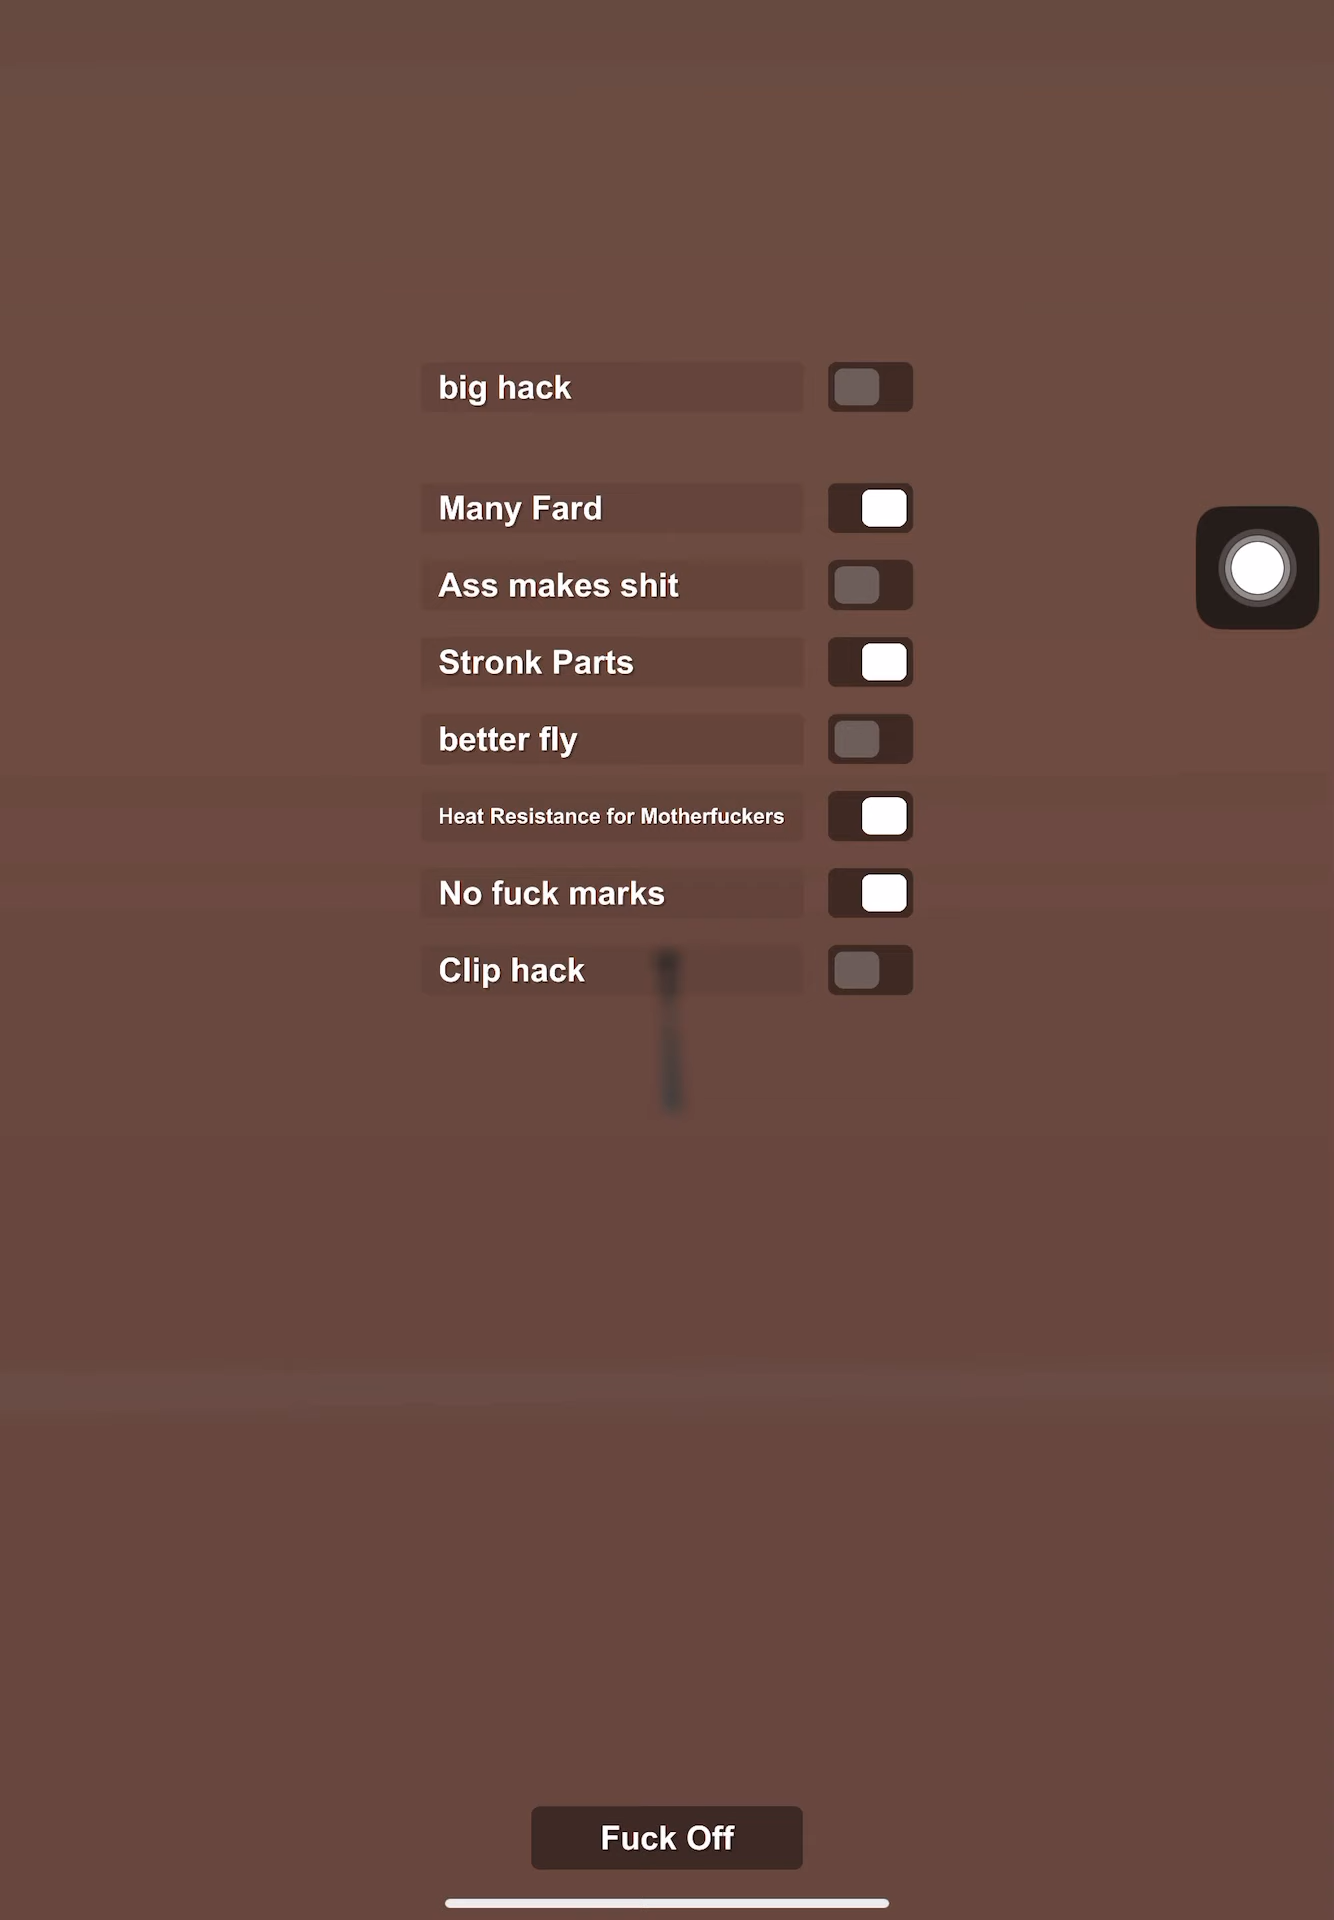 big hack
Many Fard
Ass makes shit
Stronk Parts
better fly
Heat Resistance for Motherfuckers
No fuck marks
Clip hack
Fuck Off